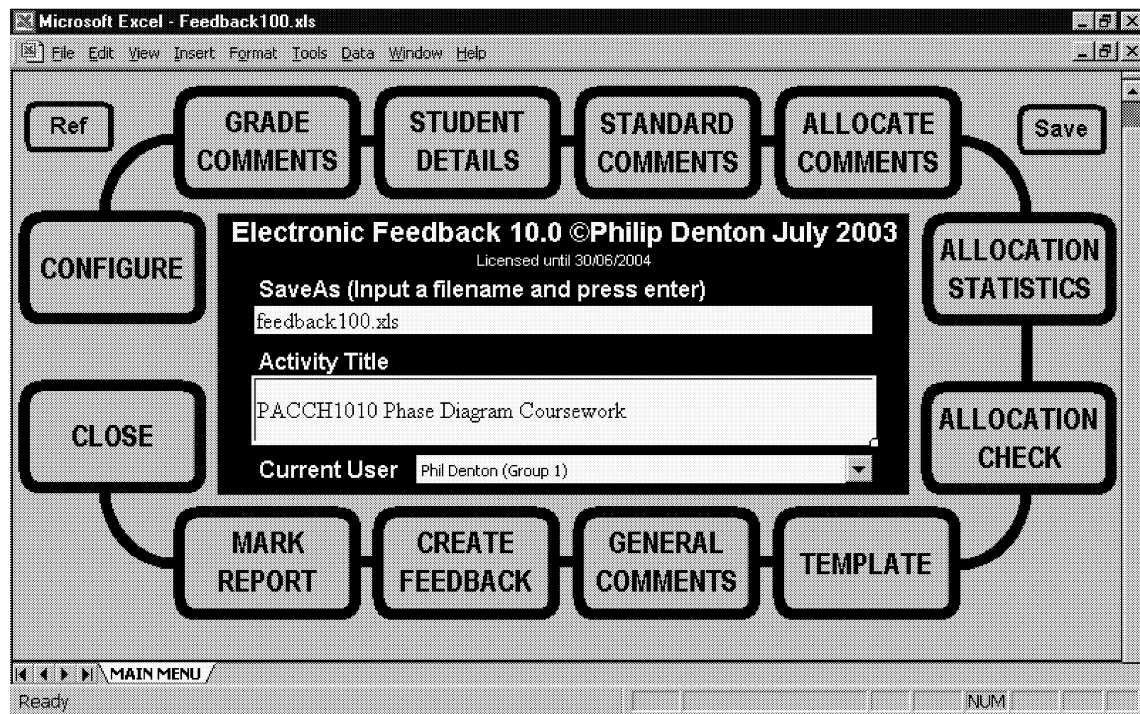 Microsoft Excel - Feedback100.xls
File Edit View Insert Format Tools Data Window Help
Ref
GRADE
COMMENTS
STUDENT
DETAILS
STANDARD
COMMENTS
ALLOCATE
COMMENTS
Save
CONFIGURE
Electronic Feedback 10.0 ©Philip Denton July 2003
Licensed until 30/06/2004
SaveAs (Input a filename and press enter)
feedback100.xls
Activity Title
PACCH1010 Phase Diagram Coursework
Current User Phil Denton (Group 1)
ALLOCATION
STATISTICS
CLOSE
ALLOCATION
CHECK
MARK
REPORT
CREATE
FEEDBACK
GENERAL
COMMENTS
TEMPLATE
MAIN MENU
Ready NUM